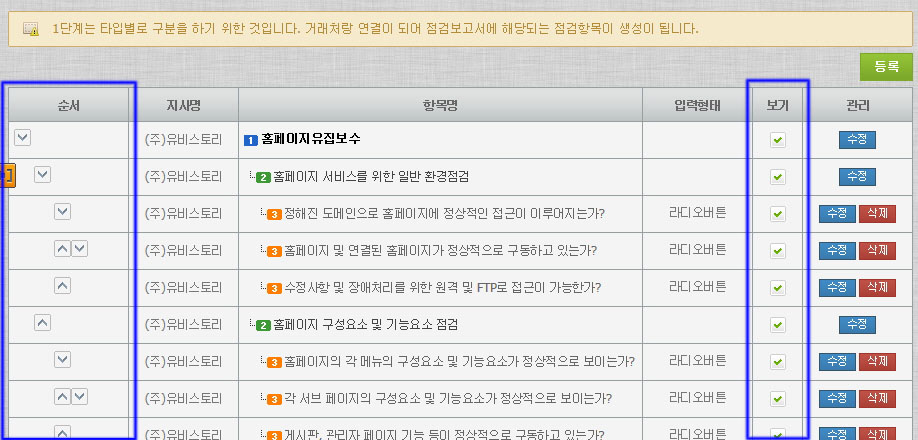 1단계는 타입별로 구분을 하기 위한 것입니다. 거래처랑 연결이 되어 점검보고서에 해당되는 점검항목이 생성이 됩니다.
등록
순서 지사명 항목명 입력형태 보기 관리
(주)유비스토리 1 홈페이지유집보수 수정
(주)유비스토리 2 홈페이지 서비스를 위한 일반 환경점검 수정
(주)유비스토리 3 정해진 도메인으로 홈페이지에 정상적인 접근이 이루어지는가? 라디오버튼 수정 삭제
(주)유비스토리 3 홈페이지 및 연결된 홈페이지가 정상적으로 구동하고 있는가? 라디오버튼 수정 삭제
(주)유비스토리 3 수정사항 및 장애처리를 위한 원격 및 FTP로 접근이 가능한가? 라디오버튼 수정 삭제
(주)유비스토리 2 홈페이지 구성요소 및 기능요소 점검 수정
(주)유비스토리 3 홈페이지의 각 메뉴의 구성요소 및 기능요소가 정상적으로 보이는가? 라디오버튼 수정 삭제
(주)유비스토리 3 각 서브 페이지의 구성요소 및 기능요소가 정상적으로 보이는가? 라디오버튼 수정 삭제
(주)유비스토리 3 게시판, 관리자 페이지 기능 등이 정상적으로 구동하고 있는가? 라디오버튼 수정 삭제